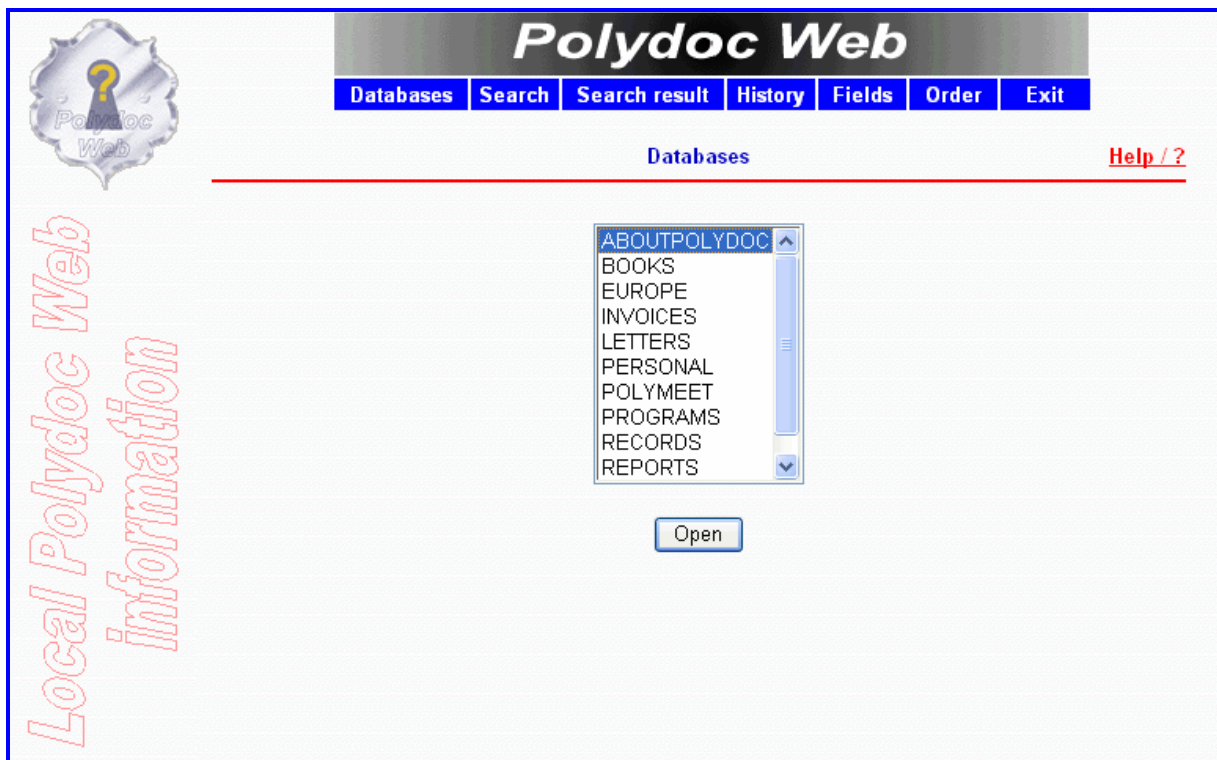 Polydoc Web
?
Polydoc
Web
Databases Search Search result History Fields Order Exit
Databases
Help / ?
ABOUTPOLYDOC
BOOKS
EUROPE
INVOICES
LETTERS
PERSONAL
POLYMEET
PROGRAMS
RECORDS
REPORTS
Open
Local Polydoc Web
information